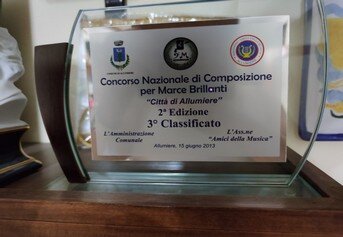 Concorso Nazionale di Composizione
per Marce Brillanti
"Città di Allumiere"
2ª Edizione
3° Classificato
L'Amministrazione
Comunale
L'Ass.ne
"Amici della Musica"
Allumiere, 15 giugno 2013